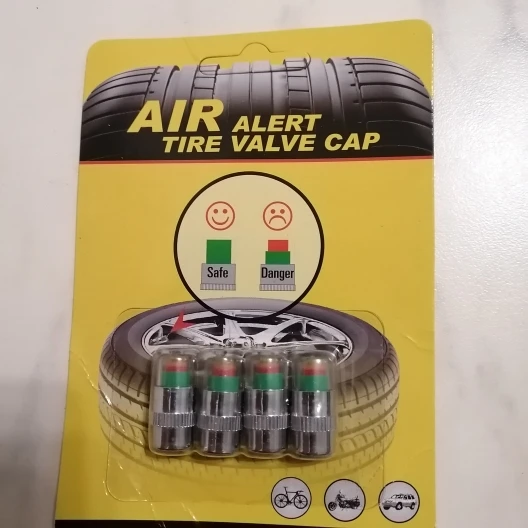 AIR ALERT
TIRE VALVE CAP
Safe Danger